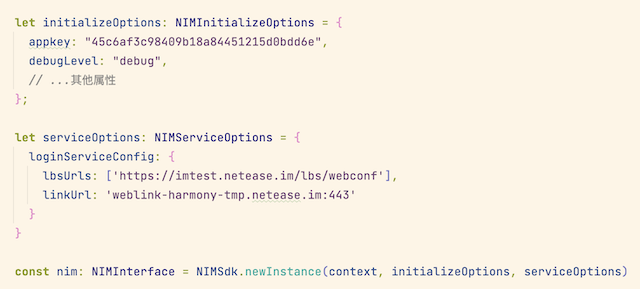 let initializeOptions: NIMInitializeOptions = {
  appkey: "45c6af3c98409b18a84451215d0bdd6e",
  debugLevel: "debug",
  // ...其他属性
};

let serviceOptions: NIMServiceOptions = {
  loginServiceConfig: {
    lbsUrls: ['https://imtest.netease.im/lbs/webconf'],
    linkUrl: 'weblink-harmony-tmp.netease.im:443'
  }
}

const nim: NIMInterface = NIMSdk.newInstance(context, initializeOptions, serviceOptions)